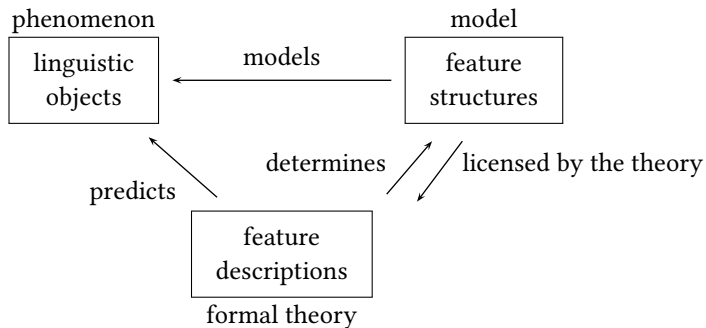 phenomenon
model
linguistic
objects
models
feature
structures
determines
licensed by the theory
predicts
feature
descriptions
formal theory